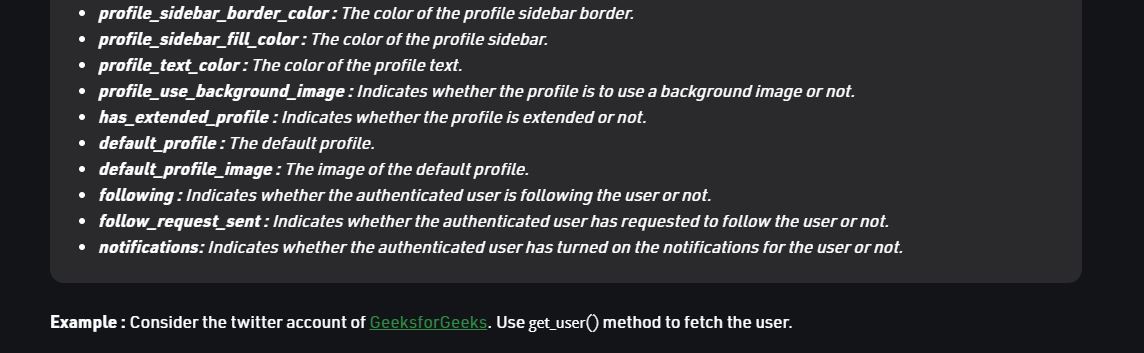 • profile_sidebar_border_color : The color of the profile sidebar border.
• profile_sidebar_fill_color : The color of the profile sidebar.
• profile_text_color : The color of the profile text.
• profile_use_background_image : Indicates whether the profile is to use a background image or not.
• has_extended_profile : Indicates whether the profile is extended or not.
• default_profile : The default profile.
• default_profile_image : The image of the default profile.
• following : Indicates whether the authenticated user is following the user or not.
• follow_request_sent : Indicates whether the authenticated user has requested to follow the user or not.
• notifications: Indicates whether the authenticated user has turned on the notifications for the user or not.
Example : Consider the twitter account of GeeksforGeeks. Use get_user() method to fetch the user.